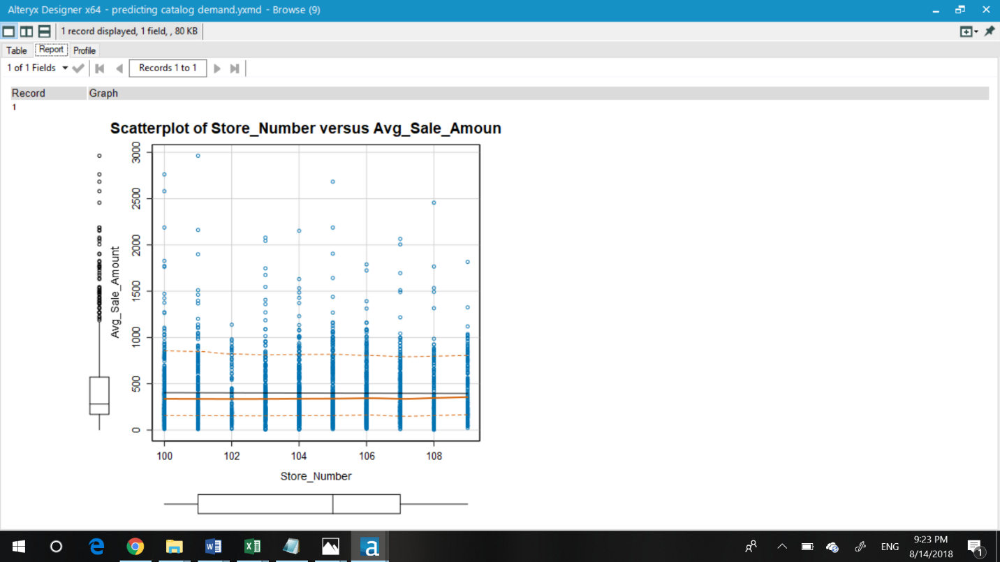 Alteryx Designer x64 - predicting catalog demand.yxmd - Browse (9)
1 record displayed, 1 field, , 80 KB
Table Report Profile
1 of 1 Fields Records 1 to 1
Record Graph
1
Scatterplot of Store_Number versus Avg_Sale_Amoun
3000
2500
2000
1500
1000
500
0
Avg_Sale_Amount
100 102 104 106 108
Store_Number
ENG
9:23 PM
8/14/2018
1